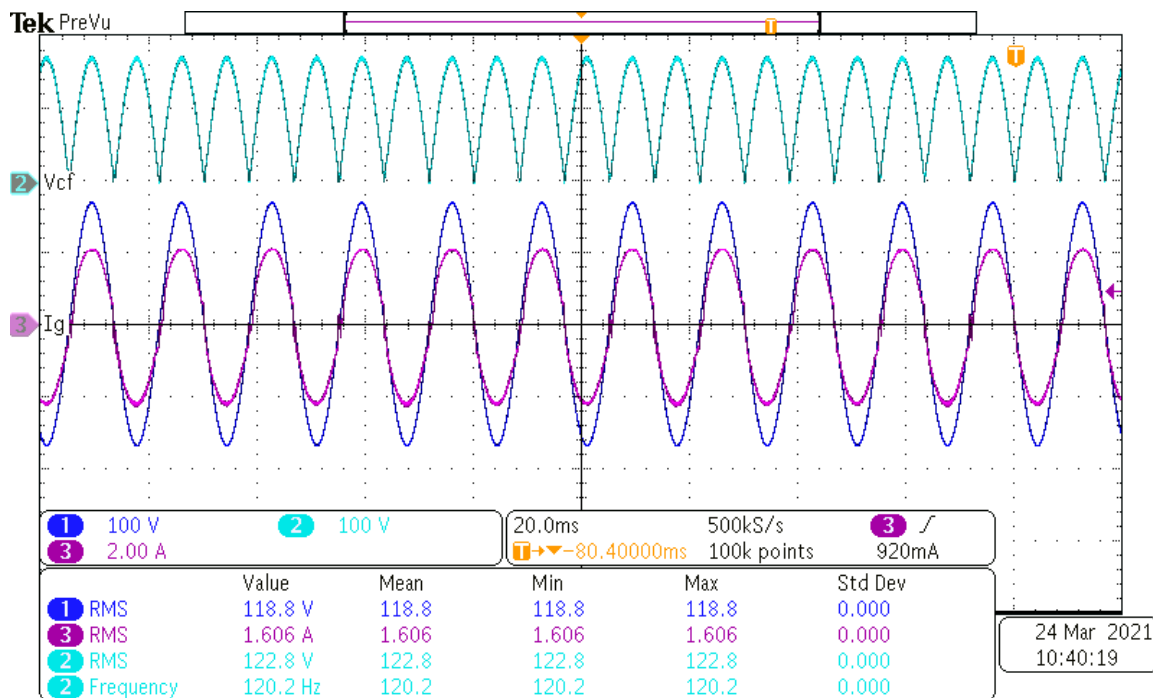 Tek PreVu
T
T
2 Vcf
3 Ig
1 100 V 2 100 V
3 2.00 A
20.0ms 500kS/s 3
T→▼−80.40000ms 100k points 920mA
Value Mean Min Max Std Dev
1 RMS 118.8 V 118.8 118.8 118.8 0.000
3 RMS 1.606 A 1.606 1.606 1.606 0.000
2 RMS 122.8 V 122.8 122.8 122.8 0.000
2 Frequency 120.2 Hz 120.2 120.2 120.2 0.000
24 Mar 2021
10:40:19